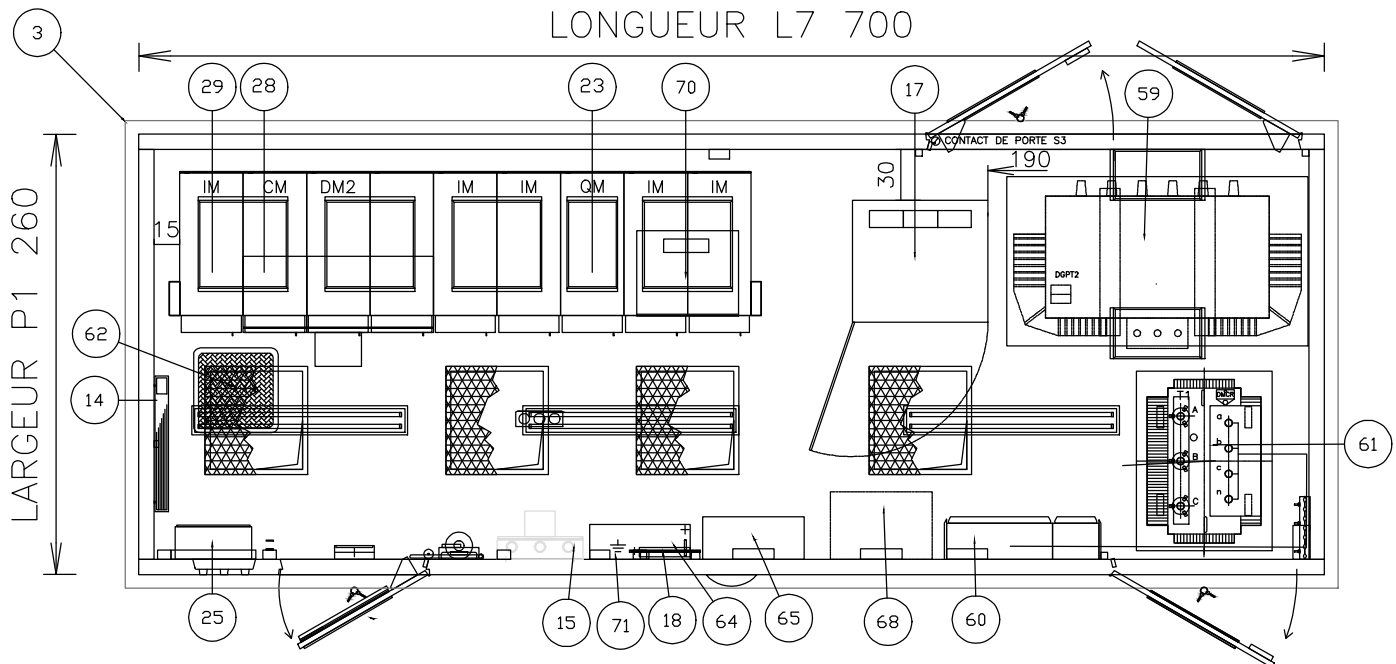 LONGUEUR L7 700
3
29
28
23
70
17
59
CONTACT DE PORTE S3
190
30
IM
CM
DM2
IM
IM
QM
IM
IM
15
LARGEUR P1 260
DGPT2
62
14
DMCR
A
a
B
b
C
c
n
61
25
15
71
18
64
65
68
60